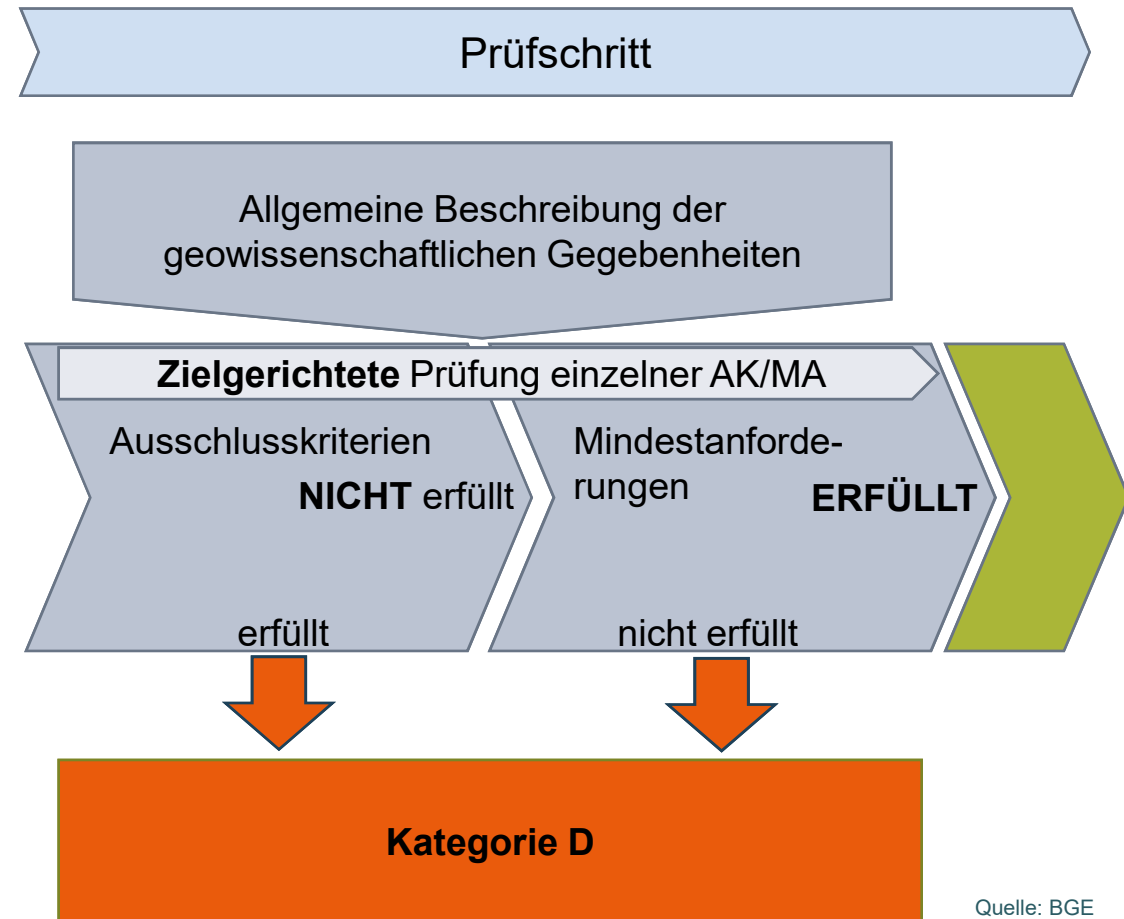 Prüfschritt
Allgemeine Beschreibung der
geowissenschaftlichen Gegebenheiten
Zielgerichtete Prüfung einzelner AK/MA
Ausschlusskriterien
NICHT erfüllt
erfüllt
Mindestanforde-
rungen
ERFÜLLT
nicht erfüllt
Kategorie D
Quelle: BGE